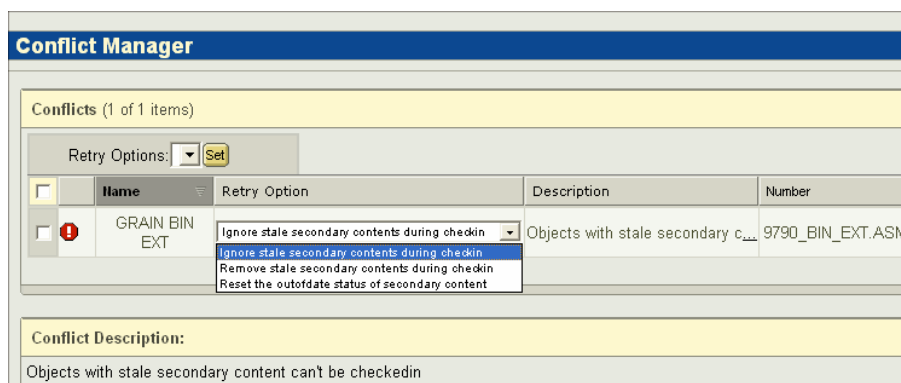 Conflict Manager
Conflicts (1 of 1 items)
Retry Options: Set
Name Retry Option Description Number
GRAIN BIN EXT
Ignore stale secondary contents during checkin
Objects with stale secondary c... 9790_BIN_EXT.ASM
Ignore stale secondary contents during checkin
Remove stale secondary contents during checkin
Reset the outofdate status of secondary content
Conflict Description:
Objects with stale secondary content can't be checkedin